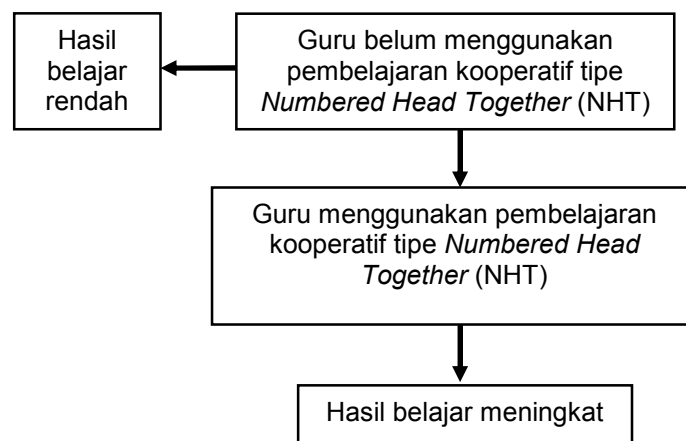 Hasil
belajar
rendah
Guru belum menggunakan
pembelajaran kooperatif tipe
Numbered Head Together (NHT)
Guru menggunakan pembelajaran
kooperatif tipe Numbered Head
Together (NHT)
Hasil belajar meningkat